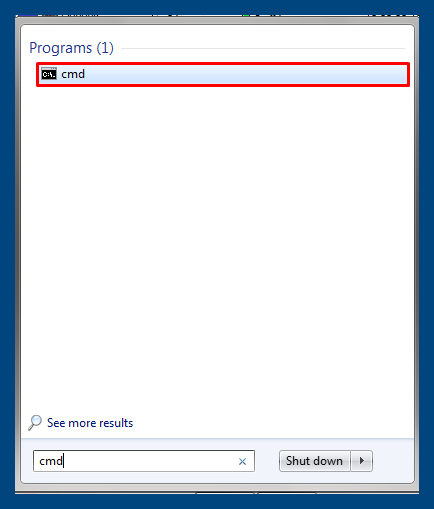 Programs (1)
C:\.
cmd
See more results
cmd
Shut down